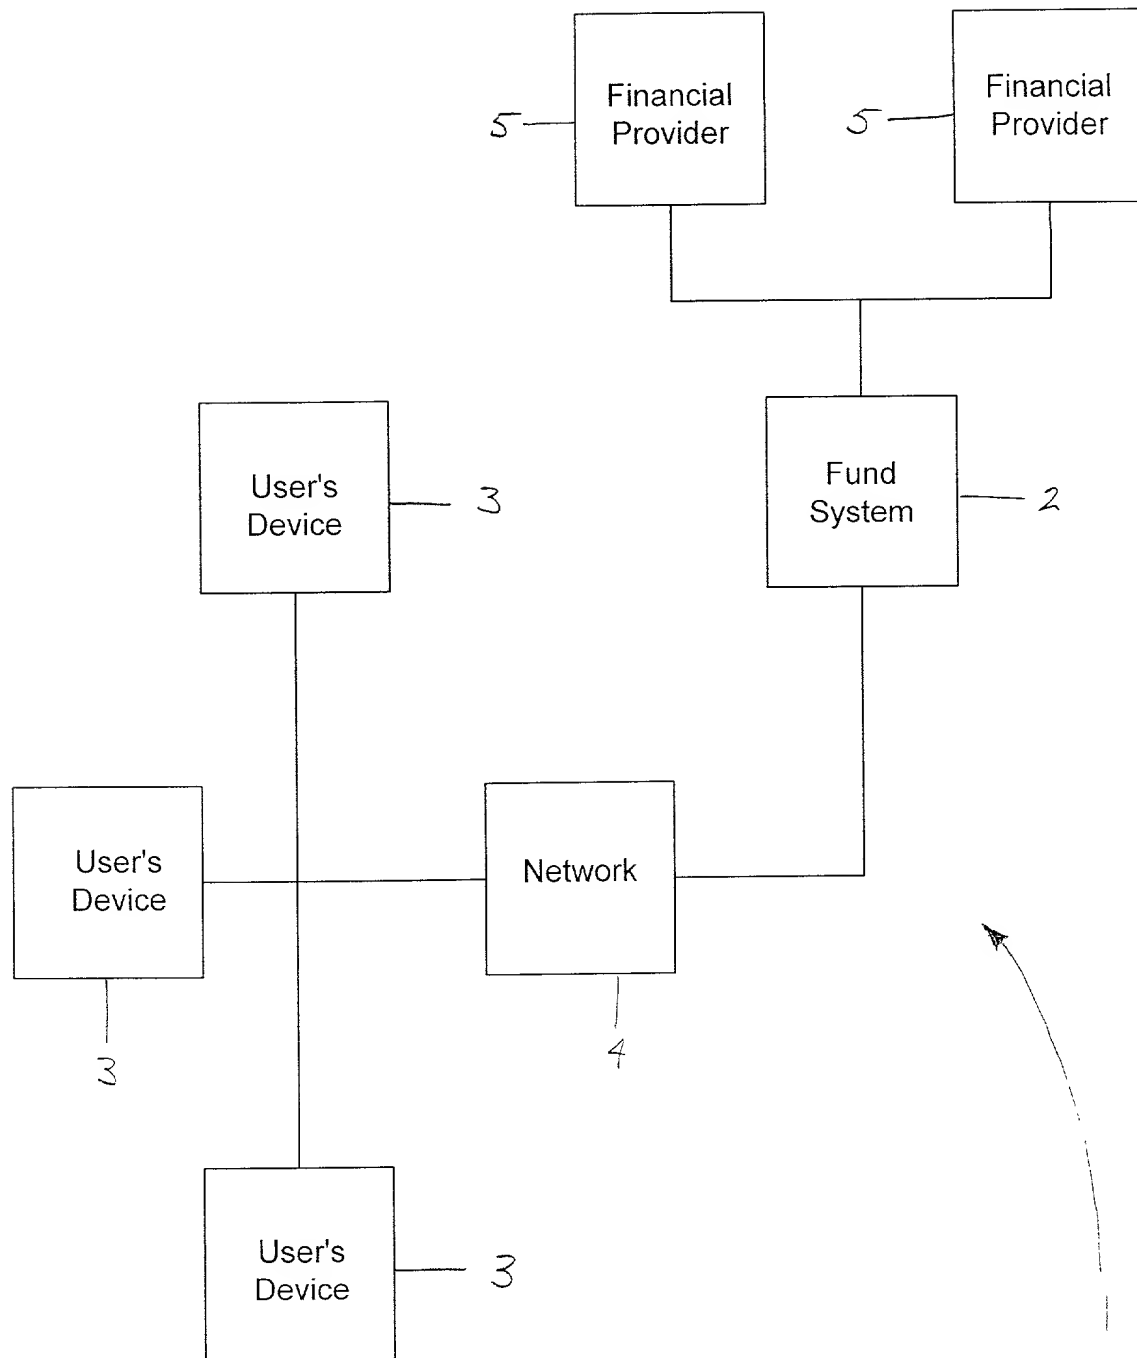 Financial
Provider
5
Financial
Provider
5
User's
Device
3
Fund
System
2
User's
Device
3
Network
4
User's
Device
3